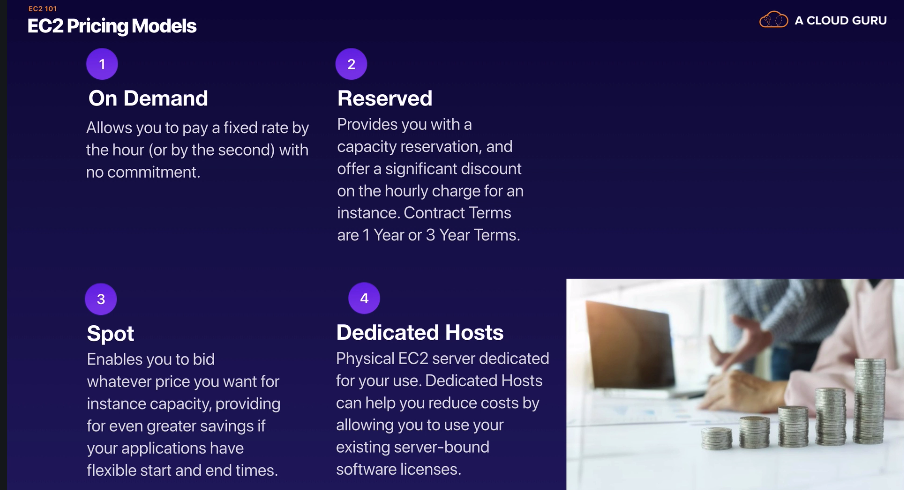 EC2 101
EC2 Pricing Models
A CLOUD GURU
1
On Demand
Allows you to pay a fixed rate by
the hour (or by the second) with
no commitment.
2
Reserved
Provides you with a
capacity reservation, and
offer a significant discount
on the hourly charge for an
instance. Contract Terms
are 1 Year or 3 Year Terms.
3
Spot
Enables you to bid
whatever price you want for
instance capacity, providing
for even greater savings if
your applications have
flexible start and end times.
4
Dedicated Hosts
Physical EC2 server dedicated
for your use. Dedicated Hosts
can help you reduce costs by
allowing you to use your
existing server-bound
software licenses.